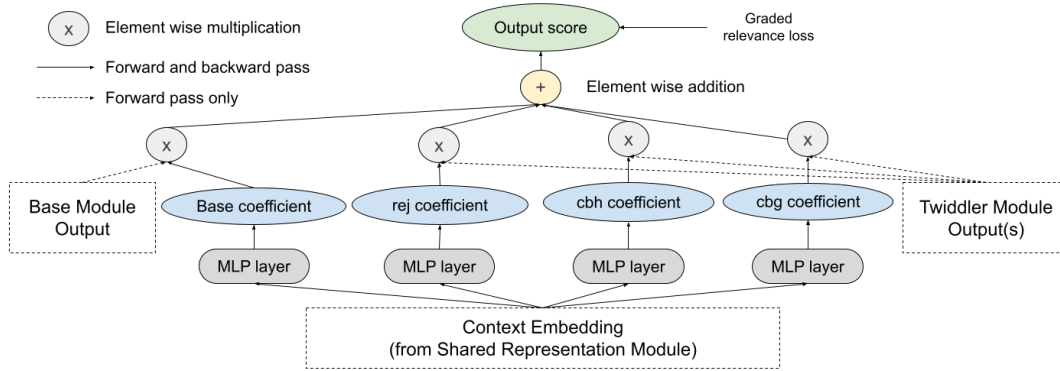 x
Element wise multiplication
Output score
Graded
relevance loss
Forward and backward pass
+
Element wise addition
Forward pass only
x
x
x
x
Base Module
Output
Base coefficient
rej coefficient
cbh coefficient
cbg coefficient
Twiddler Module
Output(s)
MLP layer
MLP layer
MLP layer
MLP layer
Context Embedding
(from Shared Representation Module)